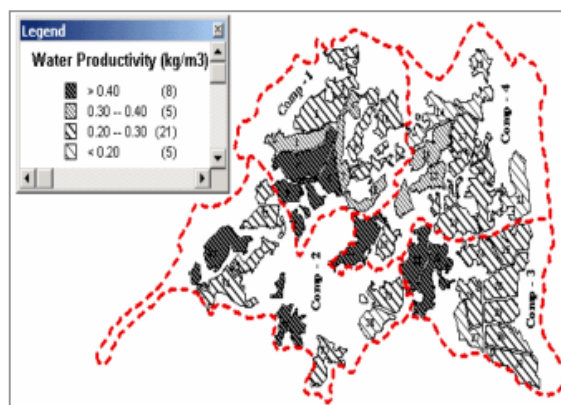 Legend
Water Productivity (kg/m3)
> 0.40 (8)
0.30 -- 0.40 (5)
0.20 -- 0.30 (21)
< 0.20 (5)
Comp - 1
Comp - 4
Comp - 2
Comp - 3